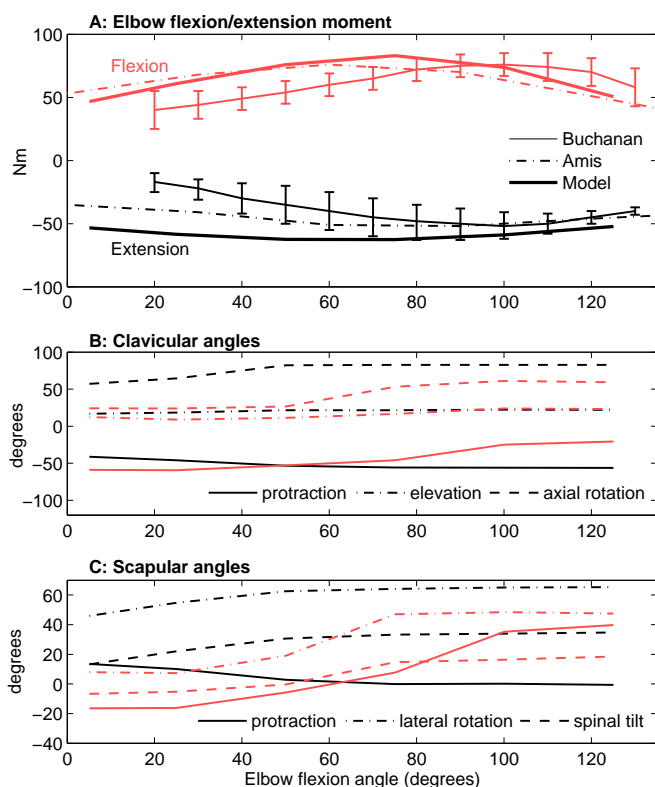 A: Elbow flexion/extension moment
100
50
0
−50
−100
Nm
Flexion
Extension
Buchanan
Amis
Model
0 20 40 60 80 100 120
B: Clavicular angles
100
50
0
−50
−100
degrees
protraction elevation axial rotation
0 20 40 60 80 100 120
C: Scapular angles
60
40
20
0
−20
−40
degrees
protraction lateral rotation spinal tilt
0 20 40 60 80 100 120
Elbow flexion angle (degrees)